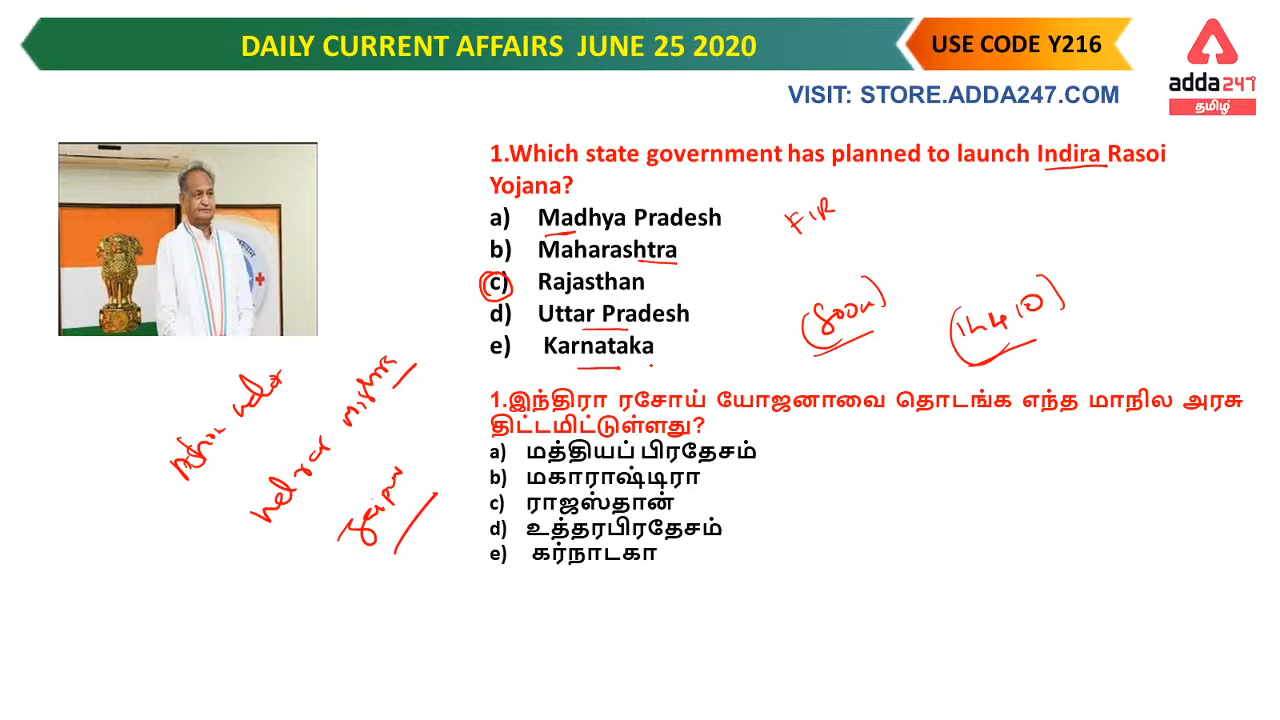 DAILY CURRENT AFFAIRS JUNE 25 2020
USE CODE Y216
adda247
தமிழ்
VISIT: STORE.ADDA247.COM
1.Which state government has planned to launch Indira Rasoi
Yojana?
a) Madhya Pradesh
b) Maharashtra
c) Rajasthan
d) Uttar Pradesh
e) Karnataka
FIR
Jaipur
1.இந்திரா ரசோய் யோஜனாவை தொடங்க எந்த மாநில அரசு
திட்டமிட்டுள்ளது?
a) மத்தியப் பிரதேசம்
b) மகாராஷ்டிரா
c) ராஜஸ்தான்
d) உத்தரபிரதேசம்
e) கர்நாடகா